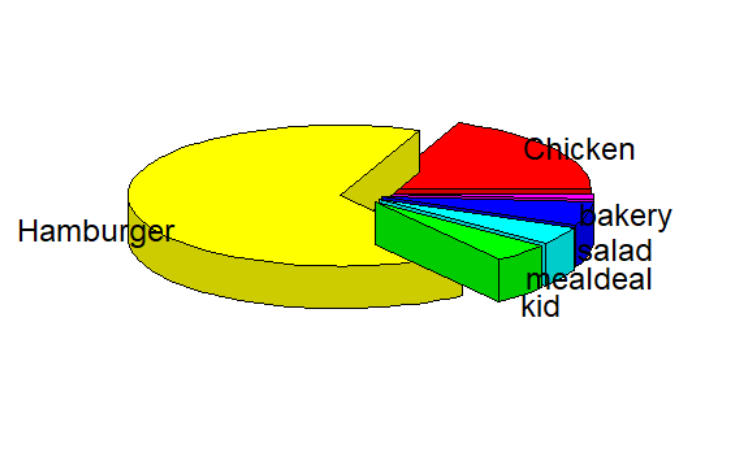 Chicken
bakery
Hamburger
salad
mealdeal
kid